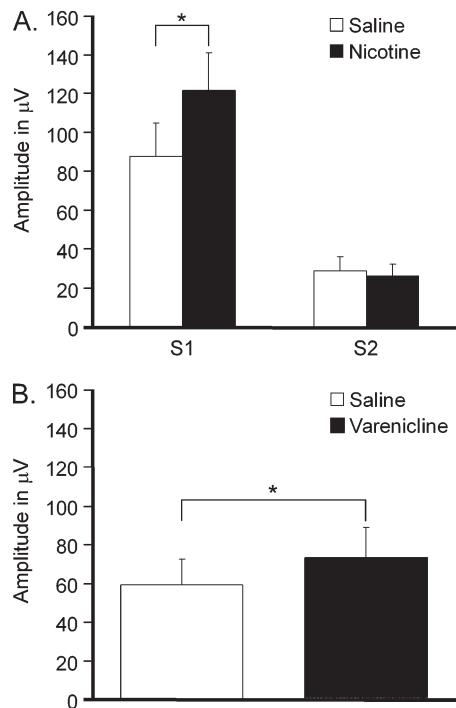 A.
Saline
Nicotine
*
Amplitude in μV
160
140
120
100
80
60
40
20
0
S1
S2
B.
Saline
Varenicline
*
Amplitude in μV
160
140
120
100
80
60
40
20
0